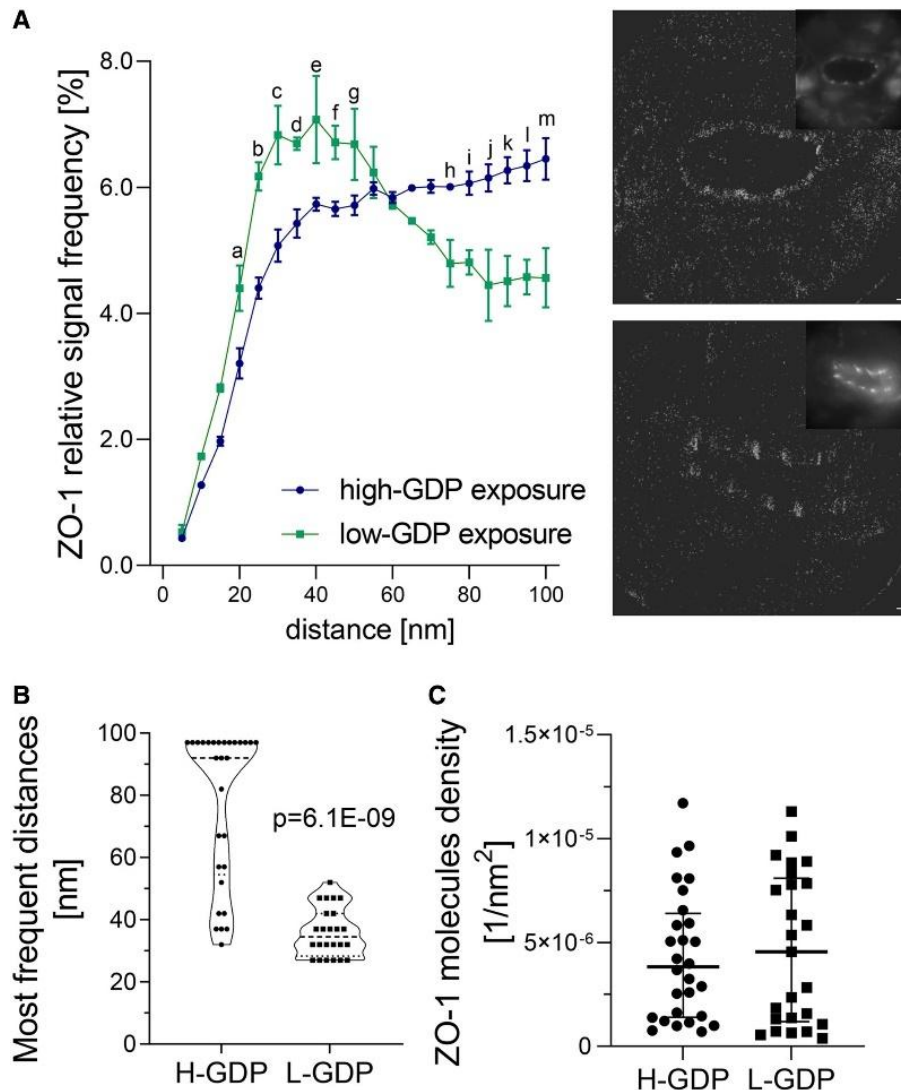 A
ZO-1 relative signal frequency [%]
8.0
6.0
4.0
2.0
0.0
a
b
c
d
e
f
g
h
i
j
k
l
m
high-GDP exposure
low-GDP exposure
0 20 40 60 80 100
distance [nm]
B
Most frequent distances
[nm]
100
80
60
40
20
0
p=6.1E-09
H-GDP L-GDP
C
ZO-1 molecules density
[1/nm²]
1.5×10⁻⁵
1×10⁻⁵
5×10⁻⁶
0
H-GDP L-GDP